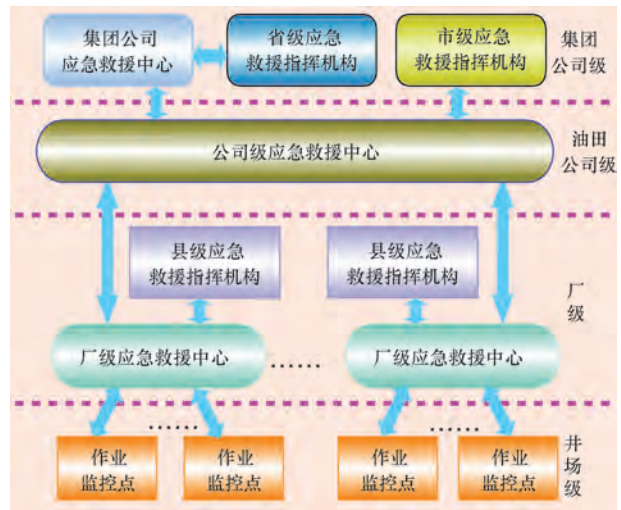 集团公司
应急救援中心
省级应急
救援指挥机构
市级应急
救援指挥机构
集团
公司级
公司级应急救援中心
油田
公司级
县级应急
救援指挥机构
县级应急
救援指挥机构
厂
级
厂级应急救援中心
……
厂级应急救援中心
……
……
作业
监控点
作业
监控点
作业
监控点
作业
监控点
井
场
级